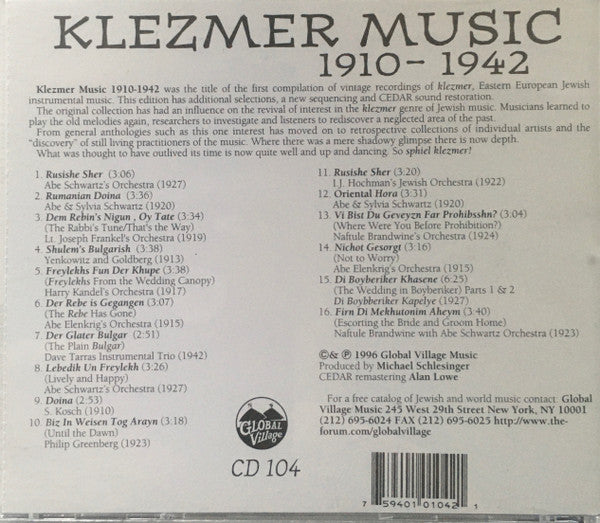 KLEZMER MUSIC
1910 - 1942
Klezmer Music 1910-1942 was the title of the first compilation of vintage recordings of klezmer, Eastern European Jewish
instrumental music. This edition has additional selections, a new sequencing and CEDAR sound restoration.
The original collection has had an influence on the revival of interest in the klezmer genre of Jewish music. Musicians learned to
play the old melodies again, researchers to investigate and listeners to rediscover a neglected area of the past.
From general anthologies such as this one interest has moved on to retrospective collections of individual artists and the
"discovery" of still living practitioners of the music. Where there was a mere shadowy glimpse there is now depth.
What was thought to have outlived its time is now quite well and up and dancing. So sphiel klezmer!
1. Rusishe Sher (3:06)
Abe Schwartz's Orchestra (1927)
2. Rumanian Doina (3:36)
Abe & Sylvia Schwartz (1920)
3. Dem Rebin's Nigun , Oy Tate (3:34)
(The Rabbi's Tune/That's the Way)
Lt. Joseph Frankel's Orchestra (1919)
4. Shulem's Bulgarish (3:38)
Yenkowitz and Goldberg (1913)
5. Freylekhs Fun Der Khupe (3:38)
(Freylekhs From the Wedding Canopy)
Harry Kandel's Orchestra (1917)
6. Der Rebe is Gegangen (3:07)
(The Rebe Has Gone)
Abe Elenkrig's Orchestra (1915)
7. Der Glater Bulgar (2:51)
(The Plain Bulgar)
Dave Tarras Instrumental Trio (1942)
8. Lebedik Un Freylekh (3:26)
(Lively and Happy)
Abe Schwartz's Orchestra (1927)
9. Doina (2:53)
S. Kosch (1910)
10. Biz In Weisen Tog Arayn (3:18)
(Until the Dawn)
Philip Greenberg (1923)
11. Rusishe Sher (3:20)
I.J. Hochman's Jewish Orchestra (1922)
12. Oriental Hora (3:31)
Abe & Sylvia Schwartz (1920)
13. Vi Bist Du Geveyzn Far Prohibsshn? (3:04)
(Where Were You Before Prohibition?)
Naftule Brandwine's Orchestra (1924)
14. Nichot Gesorgt (3:16)
(Not to Worry)
Abe Elenkrig's Orchestra (1915)
15. Di Boyberiker Khasene (6:25)
(The Wedding in Boyberiker) Parts 1 & 2
Di Boybberiker Kapelye (1927)
16. Firn Di Mekhutonim Aheym (3:40)
(Escorting the Bride and Groom Home)
Naftule Brandwine with Abe Schwartz Orchestra (1923)
©& ℗ 1996 Global Village Music
Produced by Michael Schlesinger
CEDAR remastering Alan Lowe
For a free catalog of Jewish and world music contact: Global
Village Music 245 West 29th Street New York, NY, 10001
(212) 695-6024 FAX (212) 695-6025 http://www.the-
forum.com/globalvillage
GLOBAL
Village
CD 104
7 59401 01042 1